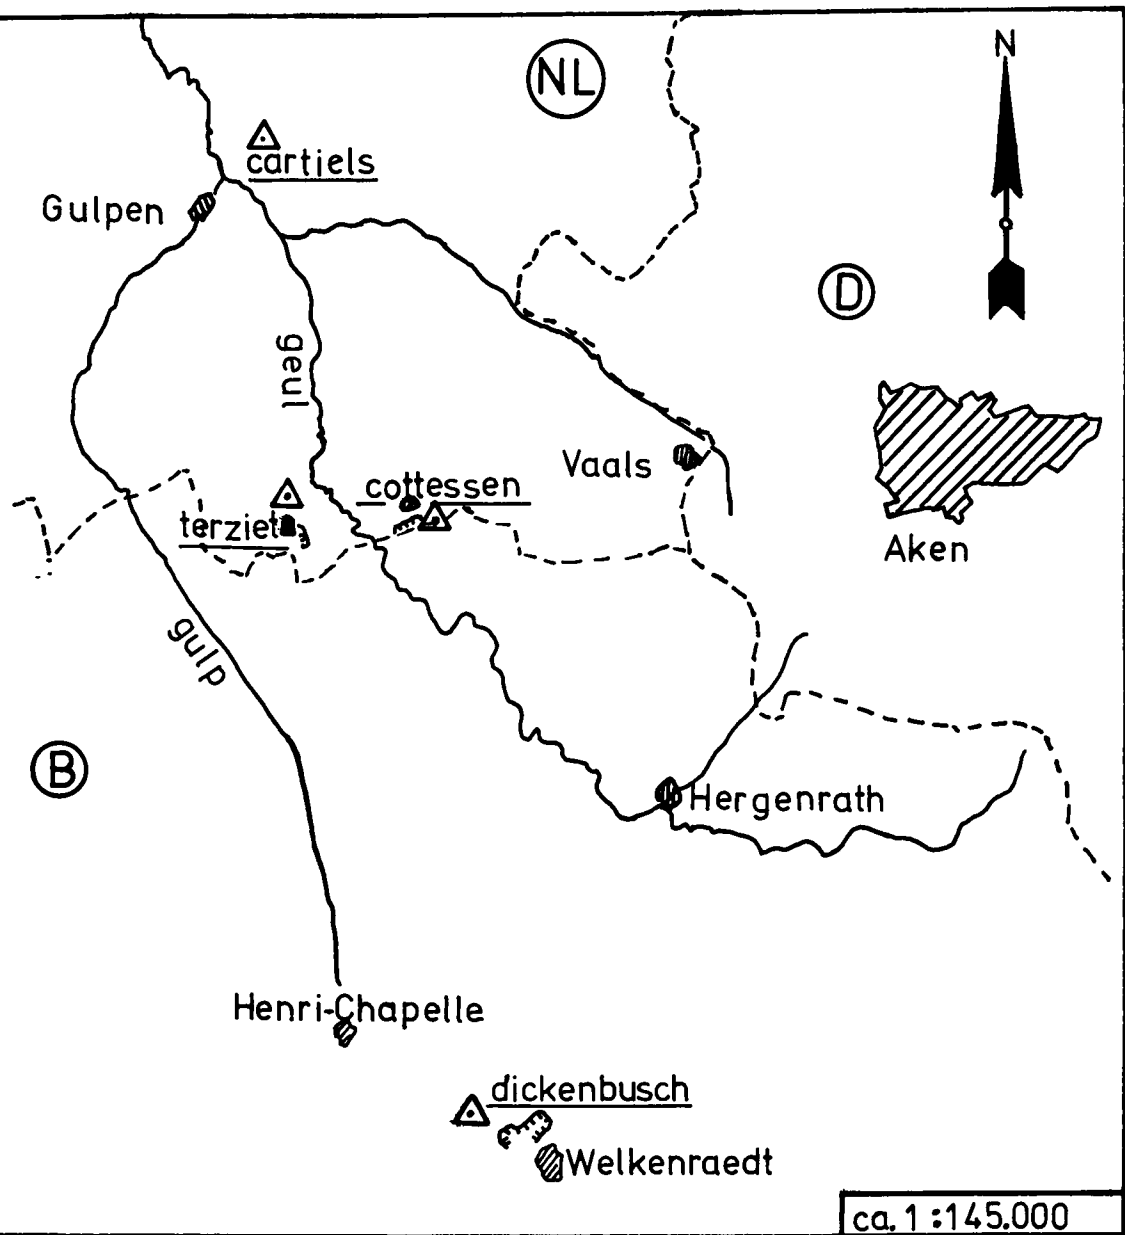 NL
N
cartiels
Gulpen
D
geul
Vaals
cottessen
terziet
Aken
gulp
B
Hergenrath
Henri-Chapelle
dickenbusch
Welkenraedt
ca. 1 : 145.000